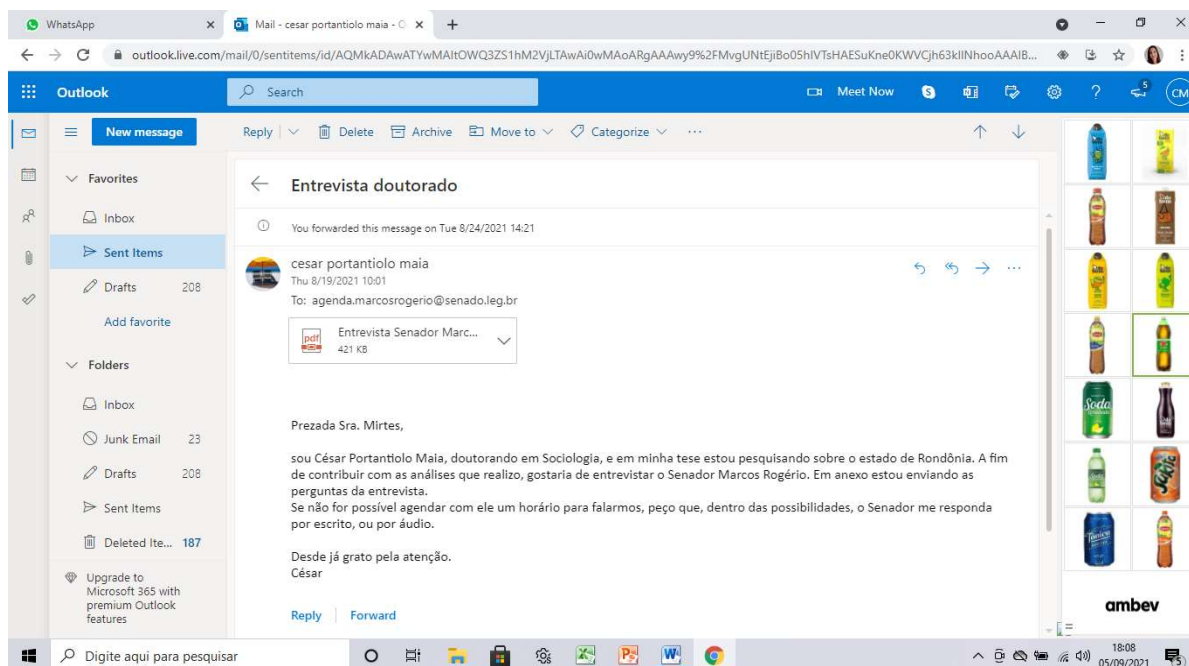 WhatsApp
Mail - cesar portantiolo maia - O
outlook.live.com/mail/0/sentitems/id/AQMkADAwATYwMAItOWQ3ZS1hM2VjLTAwAi0wMAoARgAAAwy9%2FMvgUNtEjiBo05hIVTsHAESuKne0KWVCjh63kIINhooAAAIB...
Outlook
Search
Meet Now
5
CM
New message
Reply
Delete
Archive
Move to
Categorize
Favorites
Inbox
Sent Items
Drafts 208
Add favorite
Folders
Inbox
Junk Email 23
Drafts 208
Sent Items
Deleted Ite... 187
Upgrade to
Microsoft 365 with
premium Outlook
features
Entrevista doutorado
You forwarded this message on Tue 8/24/2021 14:21
cesar portantiolo maia
Thu 8/19/2021 10:01
To: agenda.marcosrogerio@senado.leg.br
pdf
Entrevista Senador Marc...
421 KB
Prezada Sra. Mirtes,
sou César Portantiolo Maia, doutorando em Sociologia, e em minha tese estou pesquisando sobre o estado de Rondônia. A fim
de contribuir com as análises que realizo, gostaria de entrevistar o Senador Marcos Rogério. Em anexo estou enviando as
perguntas da entrevista.
Se não for possível agendar com ele um horário para falarmos, peço que, dentro das possibilidades, o Senador me responda
por escrito, ou por áudio.
Desde já grato pela atenção.
César
Reply
Forward
Soda
Sukita
Tônica
ambev
Digite aqui para pesquisar
18:08
05/09/2021